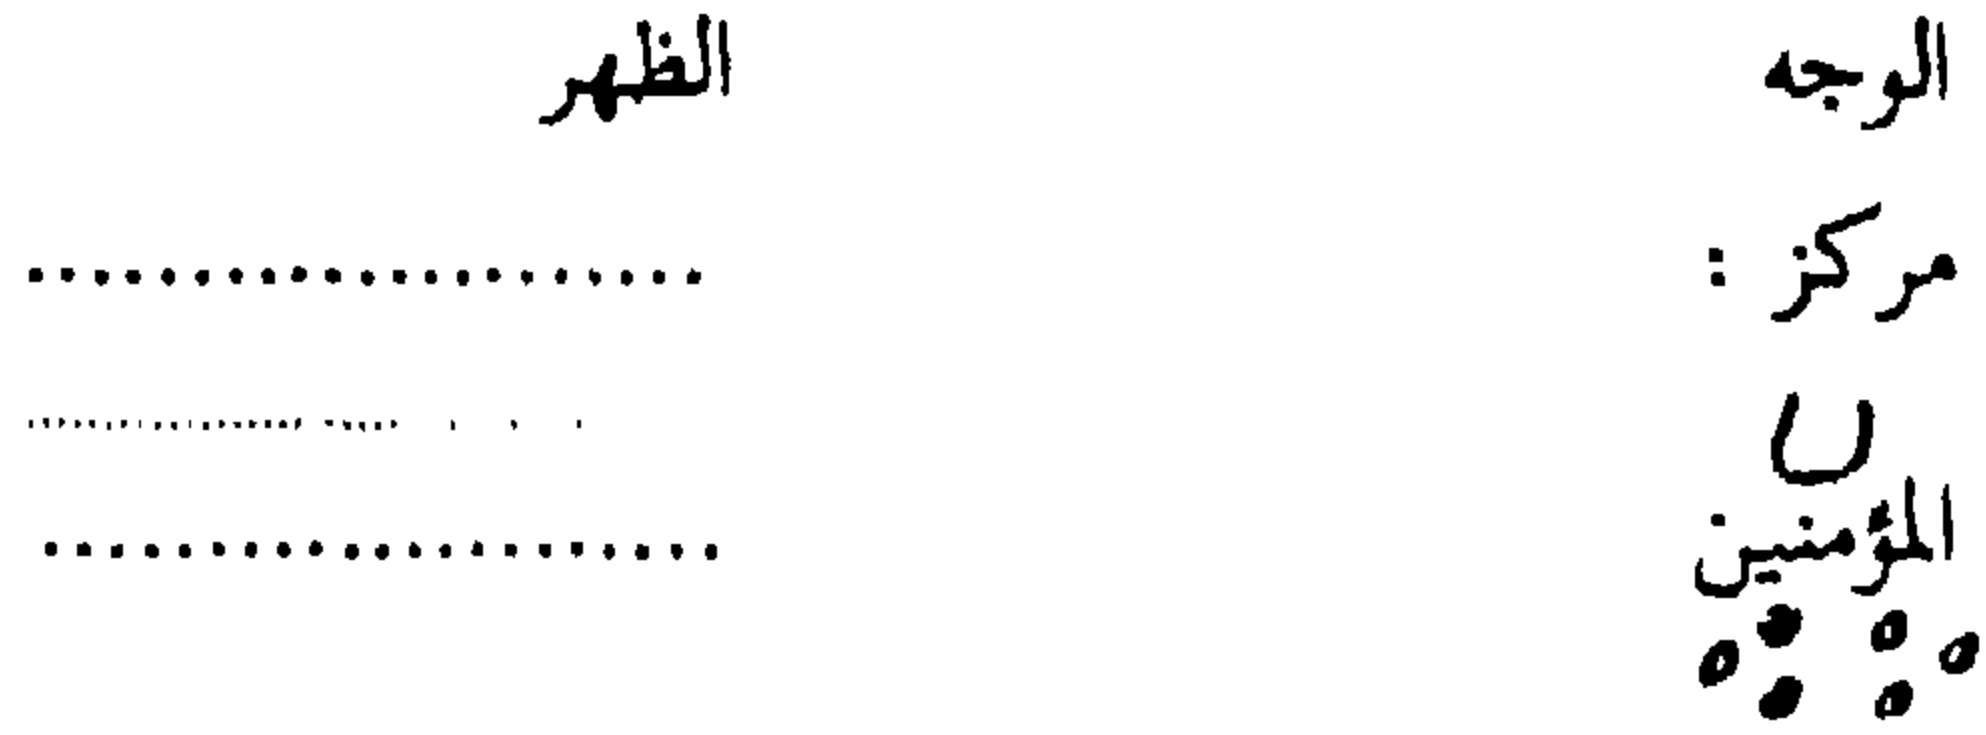 الوجه الظهر
مركز : .....................
ں ........................
المؤمنين .....................